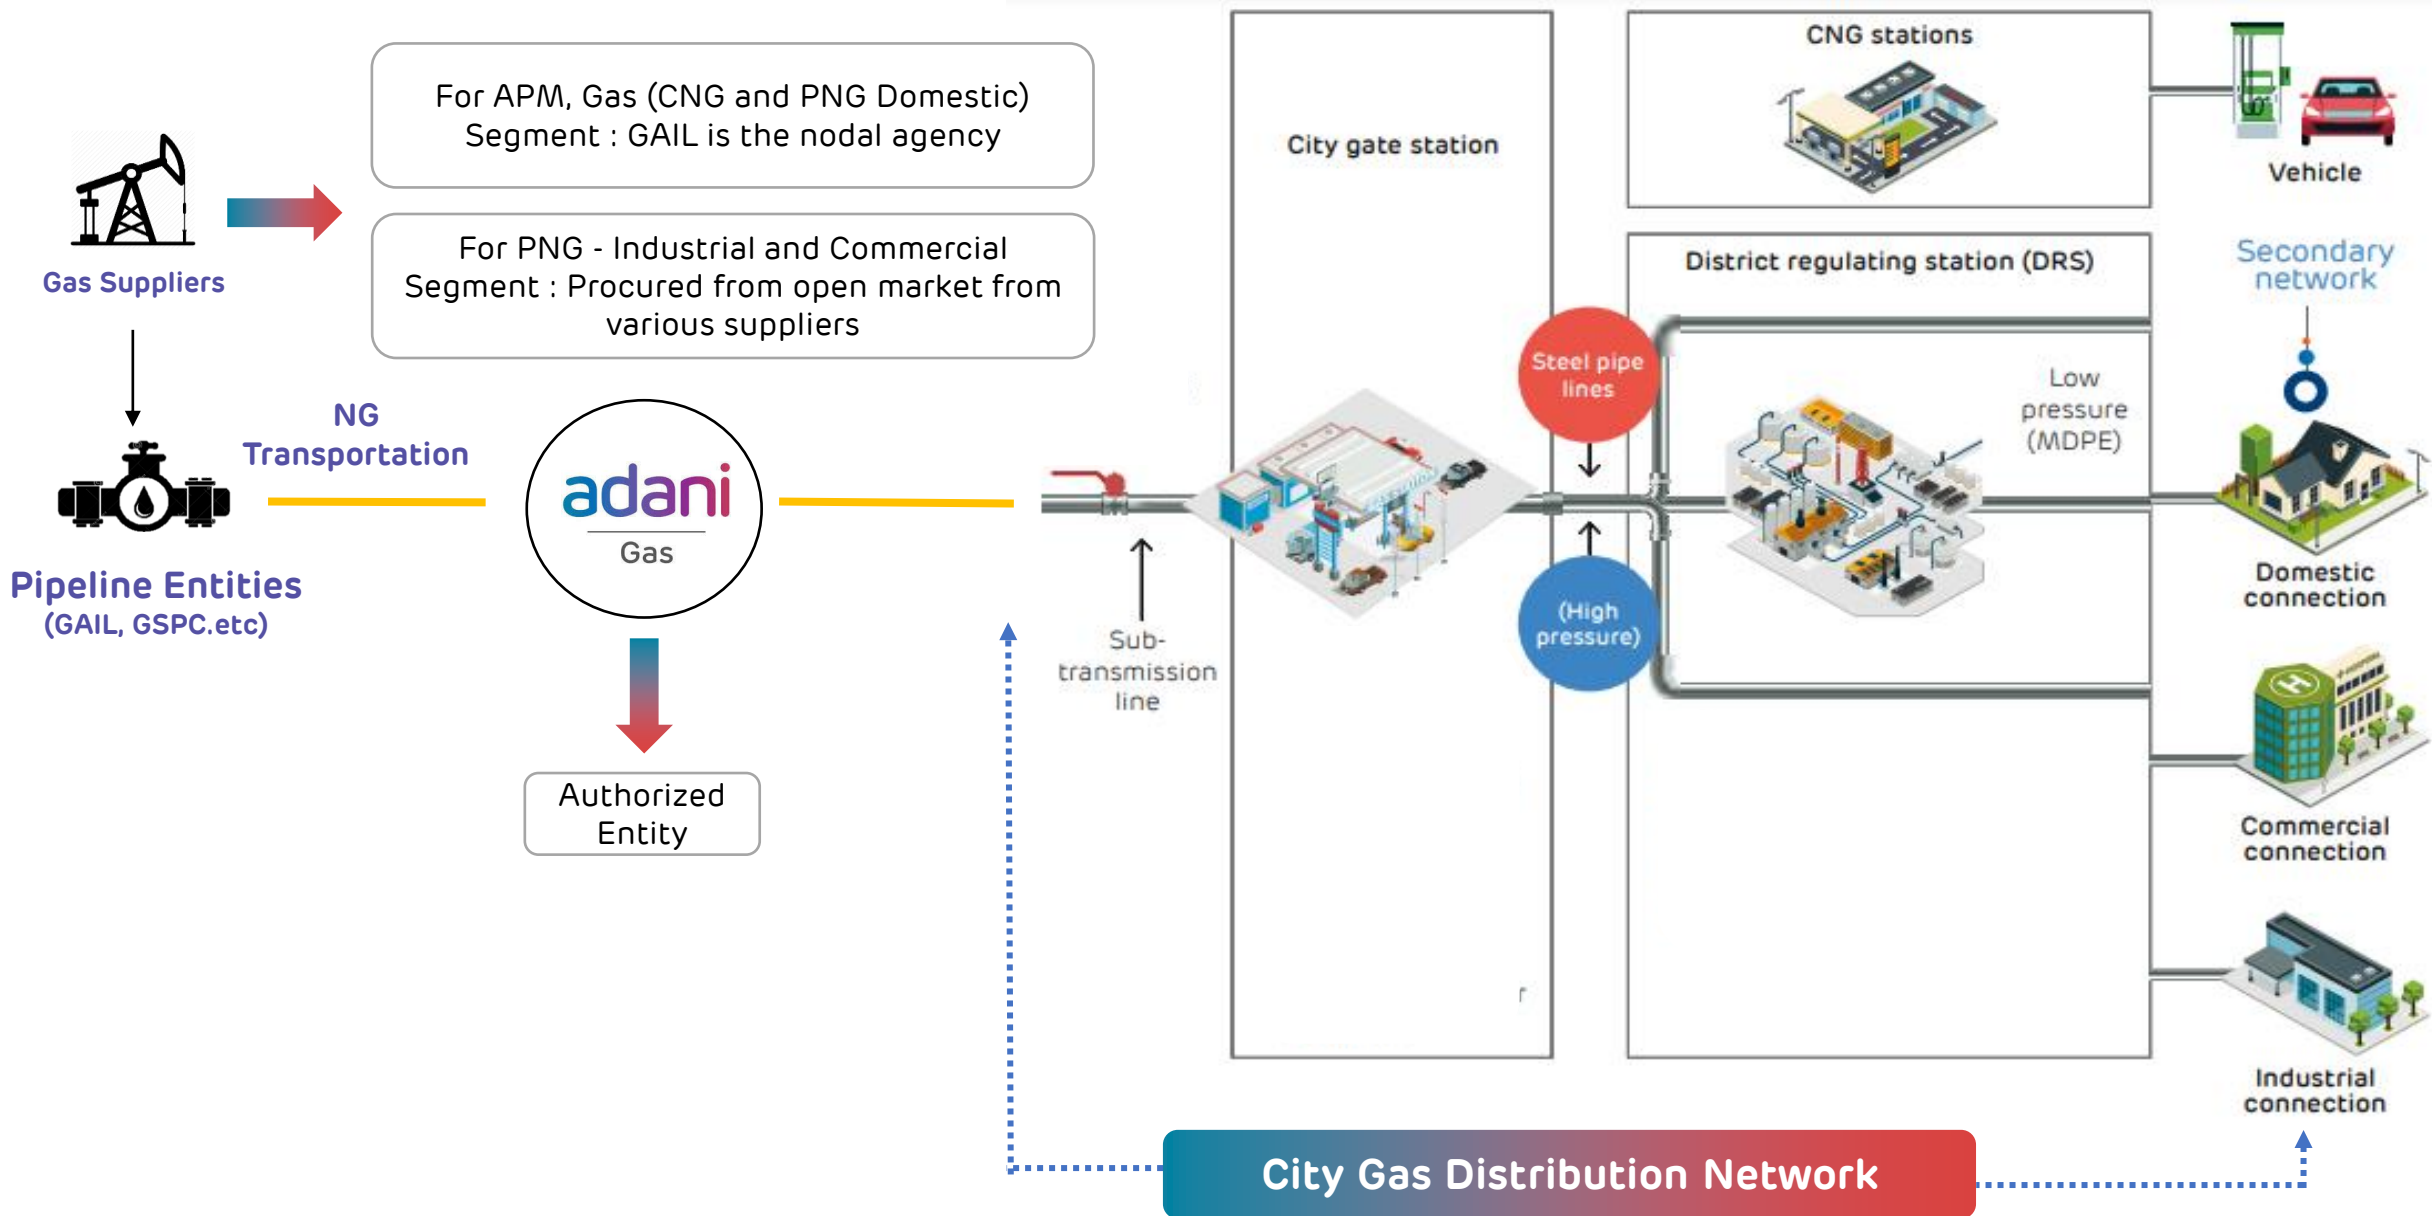 For APM, Gas (CNG and PNG Domestic)
Segment : GAIL is the nodal agency
For PNG - Industrial and Commercial
Segment : Procured from open market from
various suppliers
Gas Suppliers
NG
Transportation
Pipeline Entities
(GAIL, GSPC.etc)
adani
Gas
Authorized
Entity
Sub-
transmission
line
City gate station
Steel pipe
lines
(High
pressure)
CNG stations
District regulating station (DRS)
Low
pressure
(MDPE)
Vehicle
Secondary
network
Domestic
connection
H
Commercial
connection
Industrial
connection
City Gas Distribution Network